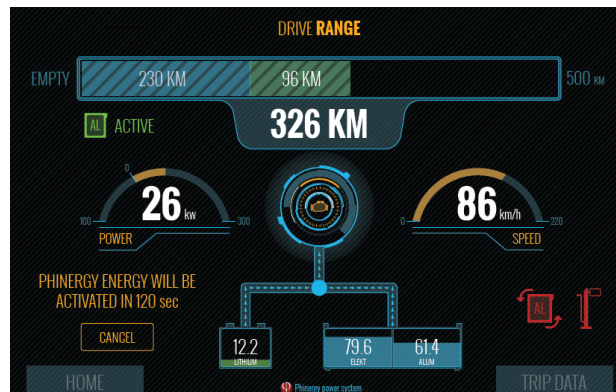 DRIVE RANGE
EMPTY 230 KM 96 KM 500 KM
326 KM
AL ACTIVE
0
26 kw
100 300
POWER
86 km/h
0 220
SPEED
PHINERGY ENERGY WILL BE
ACTIVATED IN 120 sec
CANCEL
12.2
LITHIUM
79.6
ELEKT
61.4
ALUM
AL
HOME
Phinergy power system
TRIP DATA